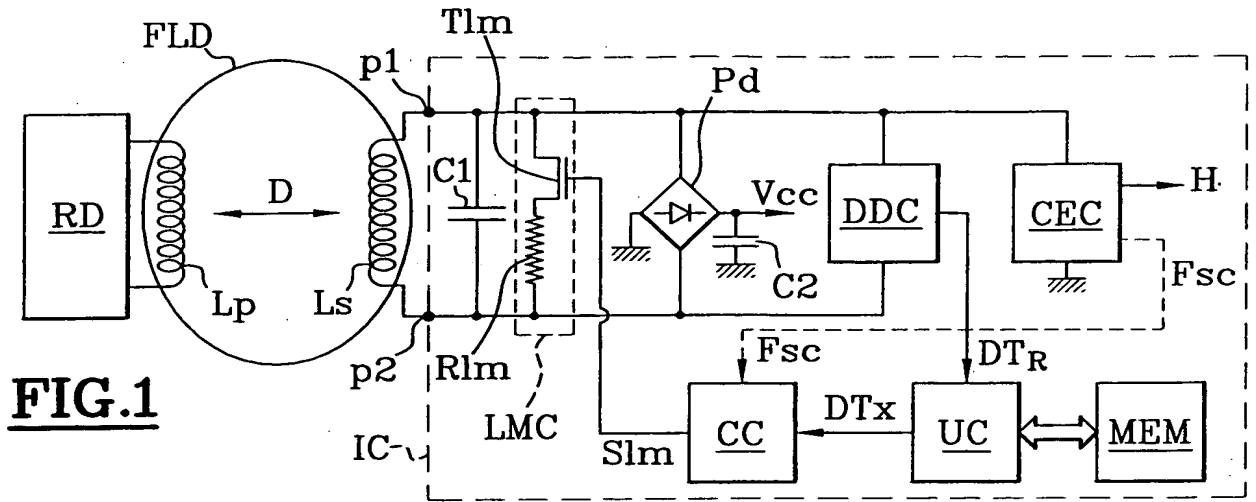 Tlm
FLD
p1
Pd
C1
Vcc
H
RD
D
DDC
CEC
Lp
Ls
C2
Fsc
p2
Rlm
Fsc
DTR
FIG.1
LMC
DTx
IC
Slm
CC
UC
MEM